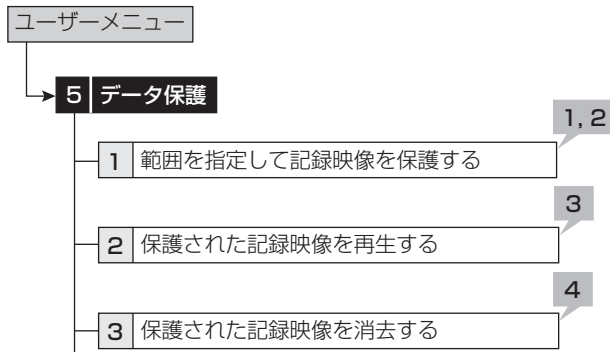 ユーザーメニュー
5 データ保護
1, 2
1 範囲を指定して記録映像を保護する
3
2 保護された記録映像を再生する
4
3 保護された記録映像を消去する